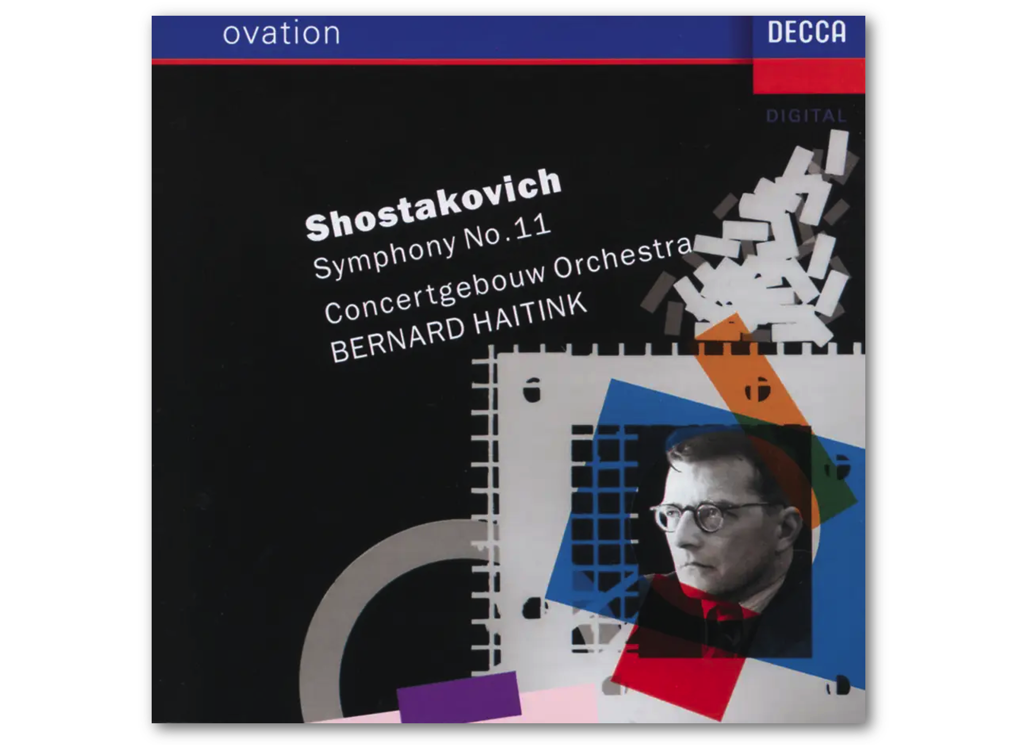 ovation
DECCA
DIGITAL
Shostakovich
Symphony No. 11
Concertgebouw Orchestra
BERNARD HAITINK